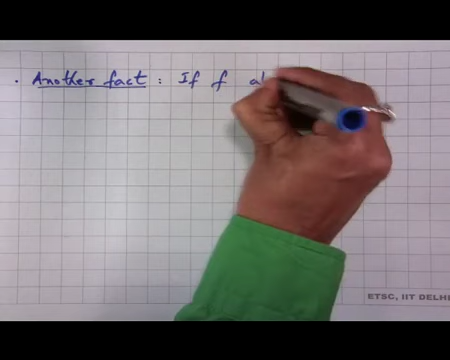 . Another fact : If f
ETSC, IIT DELHI